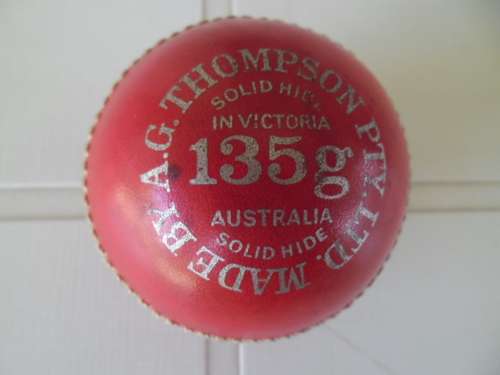 MADE BY A.G. THOMPSON PTY LTD.
SOLID HIDE
IN VICTORIA
135g
AUSTRALIA
SOLID HIDE